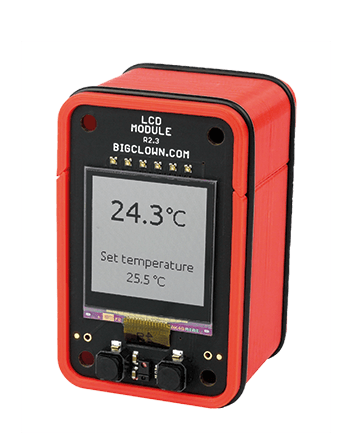 LCD
MODULE
R2.3
BIGCLOWN.COM
24.3°C
Set temperature
25.5 °C